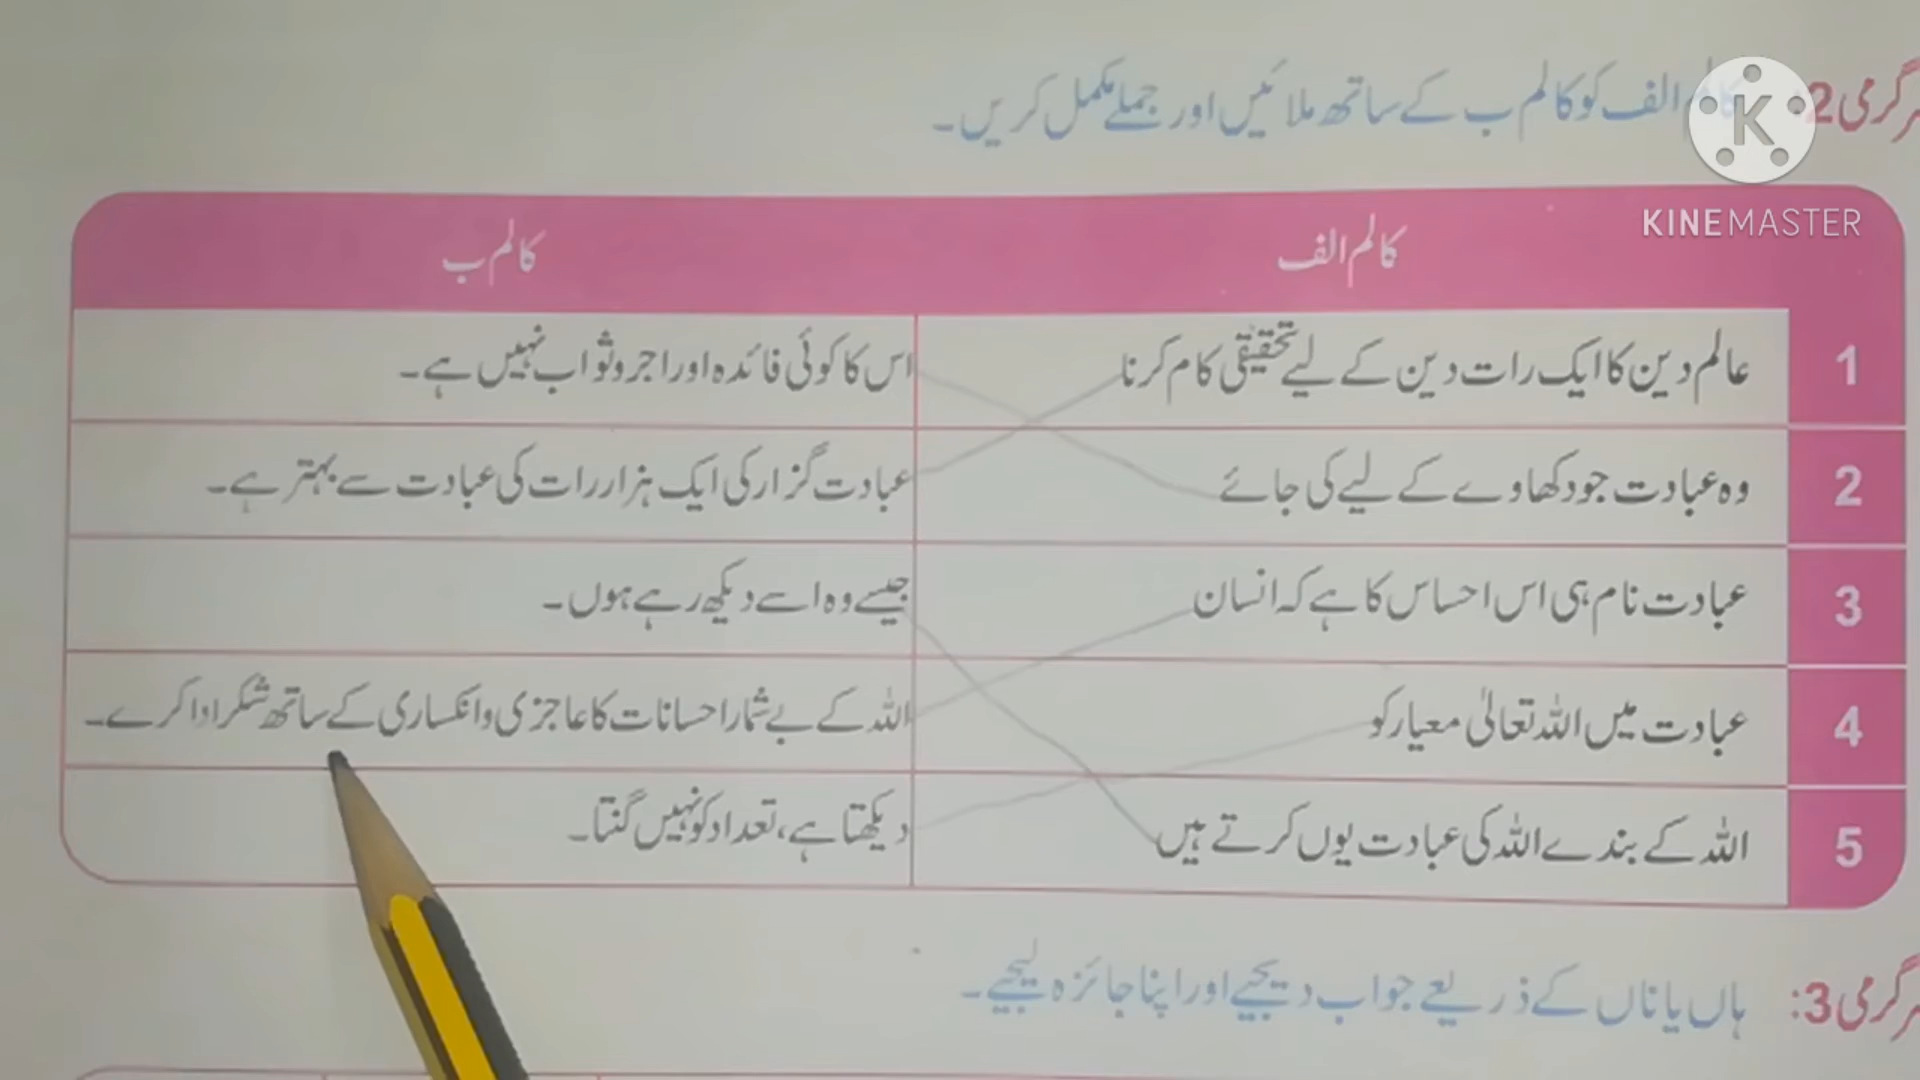 سرگرمی 2: کالم الف کو کالم ب کے ساتھ ملائیں اور جملے مکمل کریں۔
KINEMASTER
کالم الف کالم ب
1 عالم دین کا ایک رات دین کے لیے تحقیقی کام کرنا اس کا کوئی فائدہ اور اجر و ثواب نہیں ہے۔
2 وہ عبادت جو دکھاوے کے لیے کی جائے عبادت گزار کی ایک ہزار رات کی عبادت سے بہتر ہے۔
3 عبادت نام ہی اس احساس کا ہے کہ انسان جیسے وہ اسے دیکھ رہے ہوں۔
4 عبادت میں اللہ تعالیٰ معیار کو اللہ کے بے شمار احسانات کا عاجزی و انکساری کے ساتھ شکر ادا کرے۔
5 اللہ کے بندے اللہ کی عبادت یوں کرتے ہیں دیکھتا ہے، تعداد کو نہیں گنتا۔
سرگرمی 3: ہاں یا ناں کے ذریعے جواب دیجیے اور اپنا جائزہ لیجیے۔